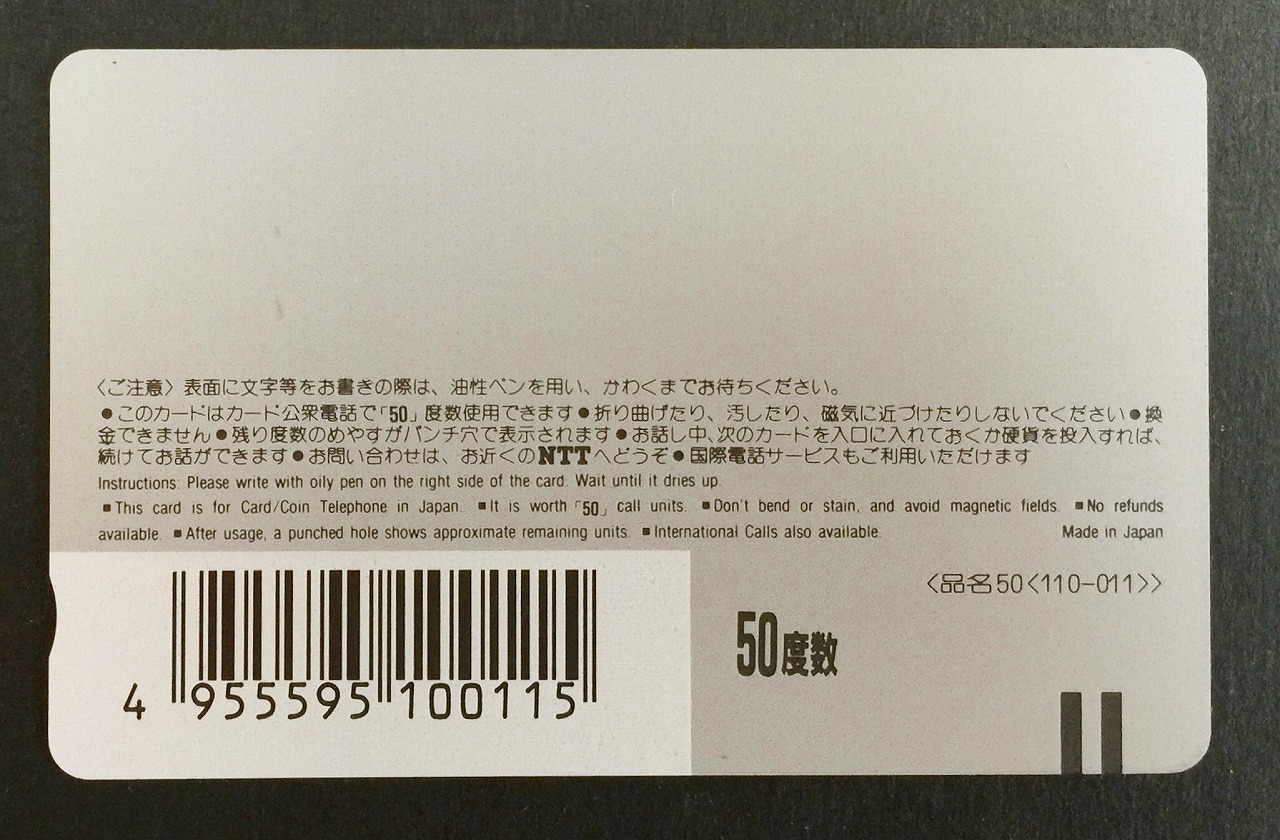 〈ご注意〉表面に文字等をお書きの際は、油性ペンを用い、かわくまでお待ちください。
●このカードはカード公衆電話で「50」度数使用できます●折り曲げたり、汚したり、磁気に近づけたりしないでください●換
金できません●残り度数のめやすがパンチ穴で表示されます●お話し中、次のカードを入口に入れておくか硬貨を投入すれば、
続けてお話ができます●お問い合わせは、お近くのNTTへどうぞ●国際電話サービスもご利用いただけます
Instructions: Please write with oily pen on the right side of the card. Wait until it dries up.
■This card is for Card/Coin Telephone in Japan. ■It is worth「50」call units. ■Don't bend or stain, and avoid magnetic fields. ■No refunds
available. ■After usage, a punched hole shows approximate remaining units. ■International Calls also available. Made in Japan
〈品名50〈110-011〉〉
50度数
4 955595 100115